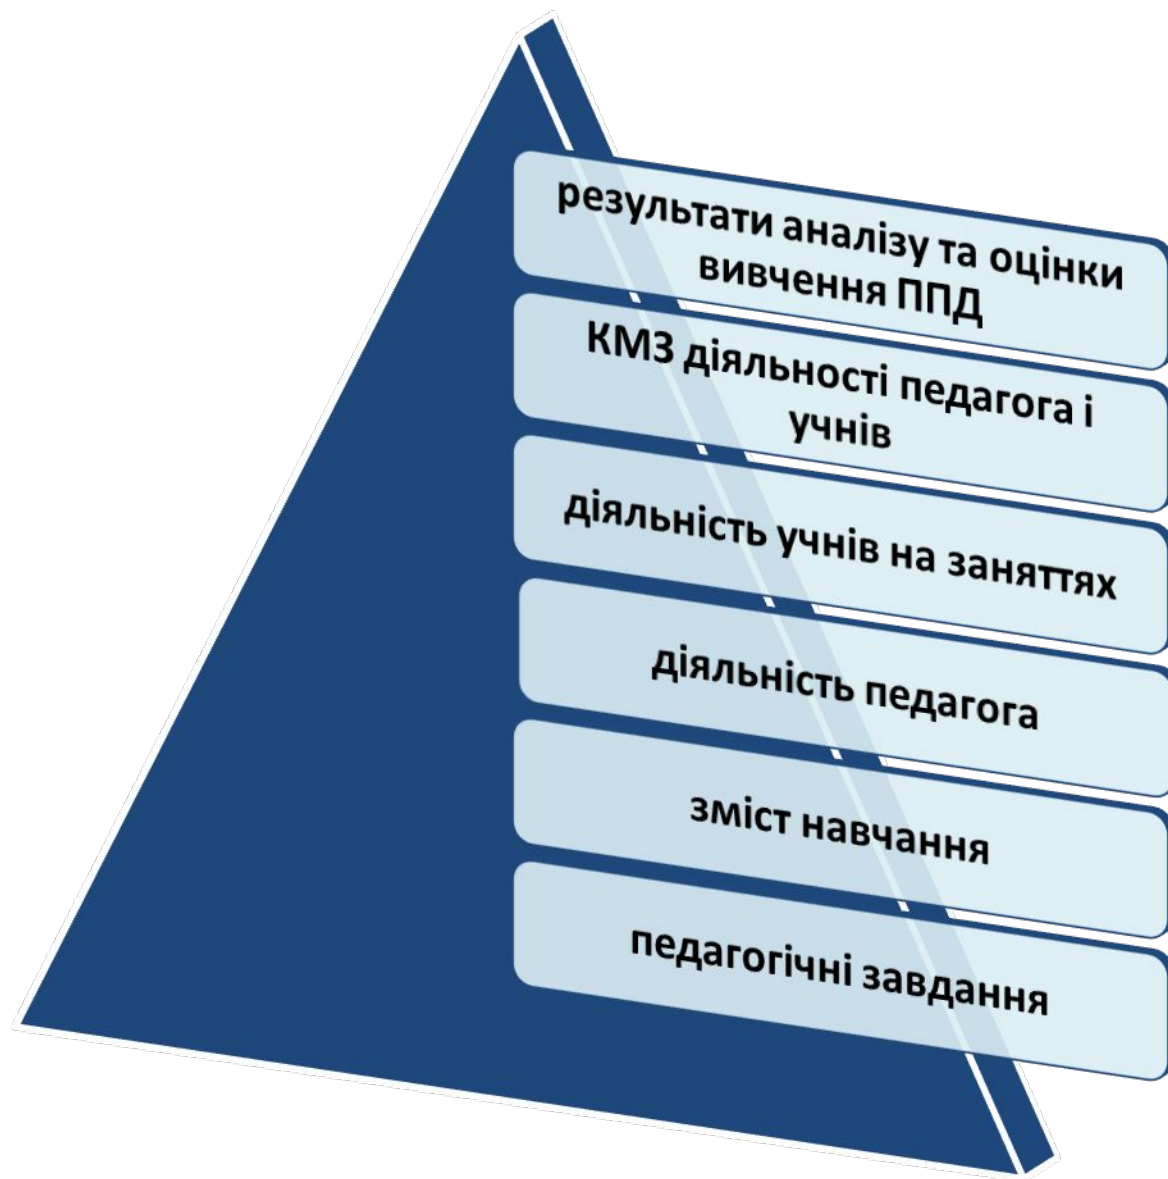 результати аналізу та оцінки
вивчення ППД
КМЗ діяльності педагога і
учнів
діяльність учнів на заняттях
діяльність педагога
зміст навчання
педагогічні завдання